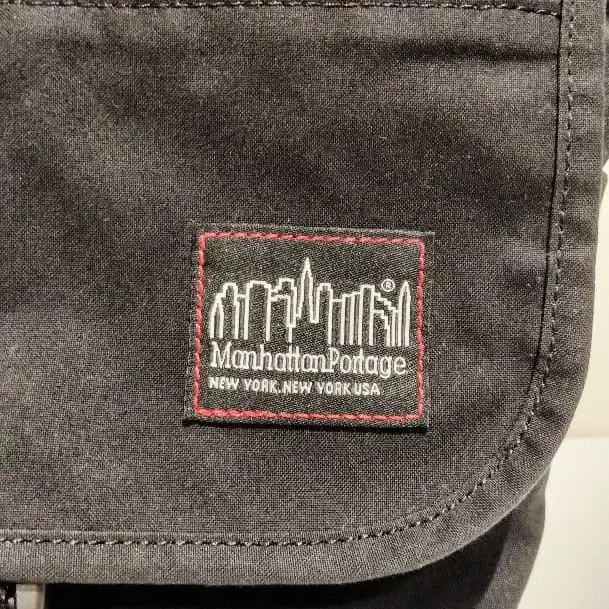 ®
ManhattanPortage
NEW YORK, NEW YORK USA